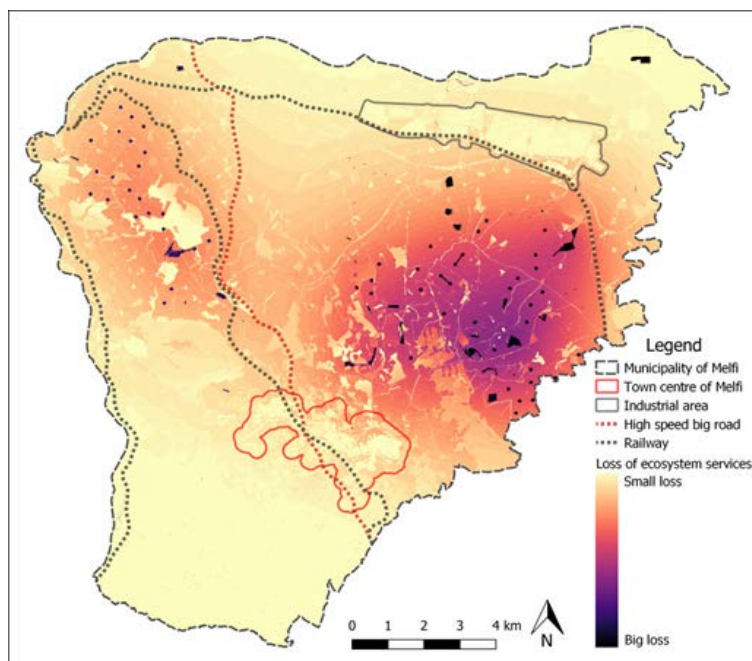 Legend
Municipality of Melfi
Town centre of Melfi
Industrial area
High speed big road
Railway
Loss of ecosystem services
Small loss
Big loss
0 1 2 3 4 km
N